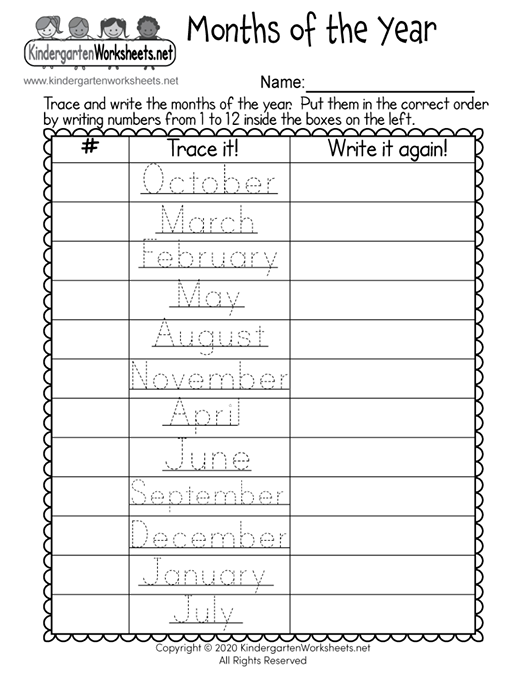 Months of the Year
KindergartenWorksheets.net
www.kindergartenworksheets.net
Name:
Trace and write the months of the year. Put them in the correct order
by writing numbers from 1 to 12 inside the boxes on the left.
# Trace it! Write it again!
October
March
February
May
August
November
April
June
September
December
January
July
Copyright © 2020 KindergartenWorksheets.net
All Rights Reserved